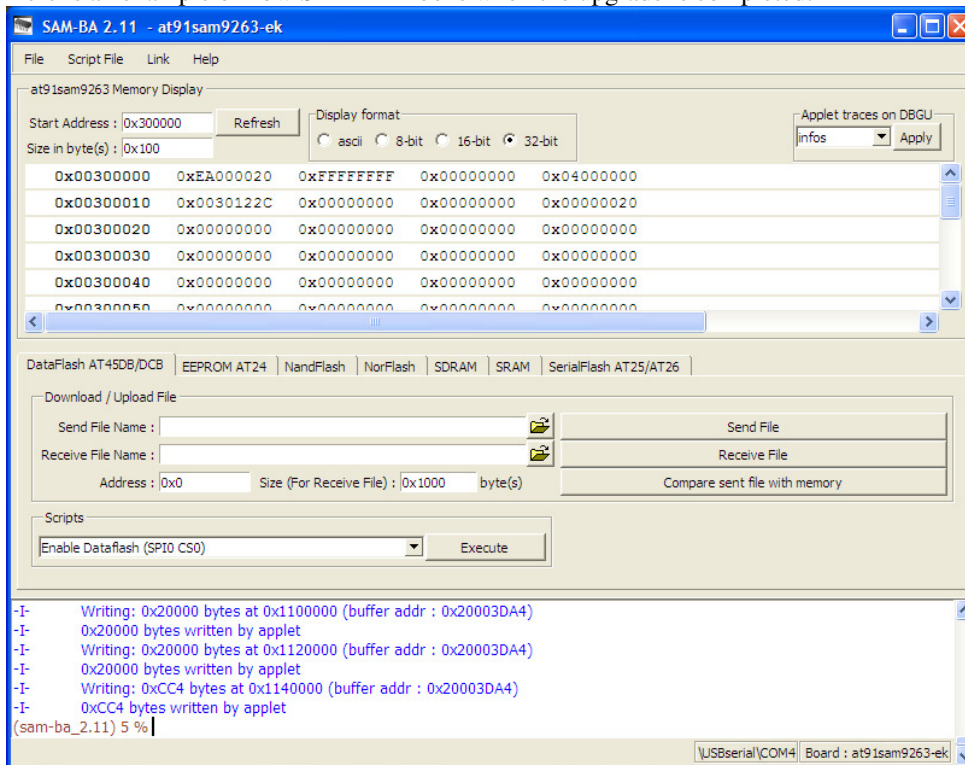 SAM-BA 2.11 - at91sam9263-ek
File Script File Link Help
at91sam9263 Memory Display
Start Address : 0x300000 Refresh
Size in byte(s) : 0x100
Display format
ascii 8-bit 16-bit 32-bit
Applet traces on DBGU
infos Apply
0x00300000 0xEA000020 0xFFFFFFFF 0x00000000 0x04000000
0x00300010 0x0030122C 0x00000000 0x00000000 0x00000020
0x00300020 0x00000000 0x00000000 0x00000000 0x00000000
0x00300030 0x00000000 0x00000000 0x00000000 0x00000000
0x00300040 0x00000000 0x00000000 0x00000000 0x00000000
0x00300050 0x00000000 0x00000000 0x00000000 0x00000000
DataFlash AT45DB/DCB EEPROM AT24 NandFlash NorFlash SDRAM SRAM SerialFlash AT25/AT26
Download / Upload File
Send File Name : Send File
Receive File Name : Receive File
Address : 0x0 Size (For Receive File) : 0x1000 byte(s) Compare sent file with memory
Scripts
Enable Dataflash (SPI0 CS0) Execute
-I- Writing: 0x20000 bytes at 0x1100000 (buffer addr : 0x20003DA4)
-I- 0x20000 bytes written by applet
-I- Writing: 0x20000 bytes at 0x1120000 (buffer addr : 0x20003DA4)
-I- 0x20000 bytes written by applet
-I- Writing: 0xCC4 bytes at 0x1140000 (buffer addr : 0x20003DA4)
-I- 0xCC4 bytes written by applet
(sam-ba_2.11) 5 %
\USBserial\COM4 Board : at91sam9263-ek